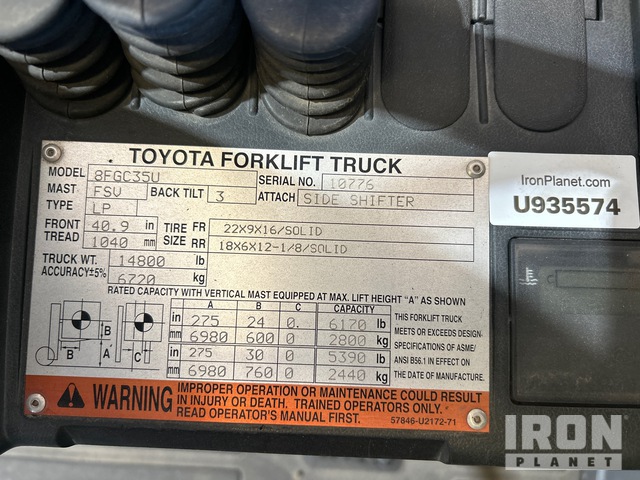 TOYOTA FORKLIFT TRUCK
MODEL 8FGC35U SERIAL NO. 10776
MAST FSV BACK TILT 3 ATTACH SIDE SHIFTER
TYPE LP
FRONT TREAD 40.9 in 1040 mm
TIRE SIZE FR 22X9X16/SOLID
RR 18X6X12-1/8/SOLID
TRUCK WT. 14800 lb
ACCURACY±5% 6720 kg
RATED CAPACITY WITH VERTICAL MAST EQUIPPED AT MAX. LIFT HEIGHT "A" AS SHOWN
A B C CAPACITY
in 275 24 0. 6170 lb
mm 6980 600 0 2800 kg
in 275 30 0 5390 lb
mm 6980 760 0 2440 kg
THIS FORKLIFT TRUCK
MEETS OR EXCEEDS DESIGN
SPECIFICATIONS OF ASME/
ANSI B56.1 IN EFFECT ON
THE DATE OF MANUFACTURE.
A
B
B
C
WARNING
IMPROPER OPERATION OR MAINTENANCE COULD RESULT
IN INJURY OR DEATH. TRAINED OPERATORS ONLY.
READ OPERATOR'S MANUAL FIRST.
57846-U2172-71
IronPlanet.com
U935574
IRON
PLANET